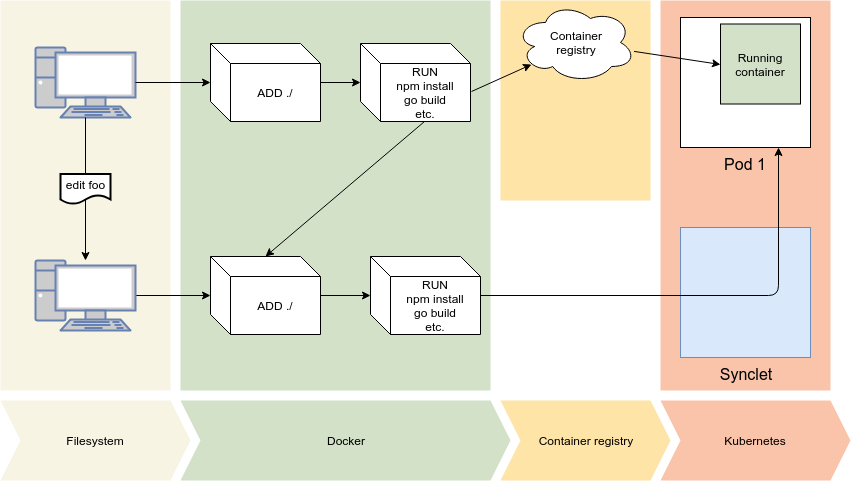 ADD ./
RUN
npm install
go build
etc.
Container
registry
Running
container
Pod 1
edit foo
ADD ./
RUN
npm install
go build
etc.
Synclet
Filesystem
Docker
Container registry
Kubernetes